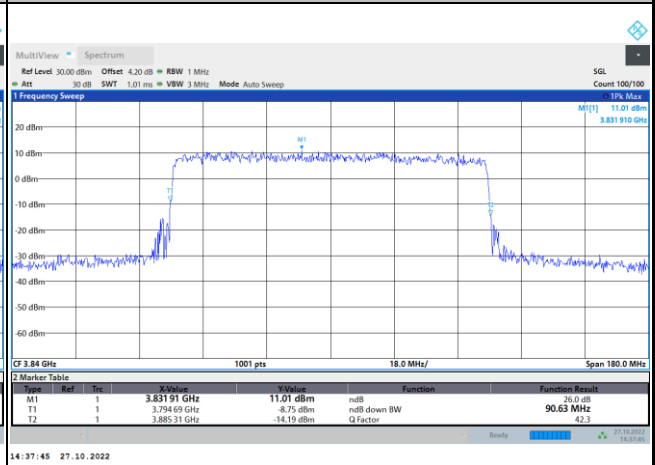 MultiView Spectrum
Ref Level 30.00 dBm Offset 4.20 dB RBW 1 MHz SGL
Att 30 dB SWT 1.01 ms VBW 3 MHz Mode Auto Sweep Count 100/100
1 Frequency Sweep 1Pk Max
M1[1] 11.01 dBm
3.831 910 GHz
20 dBm
M1
10 dBm
0 dBm
T1
-10 dBm
T2
-20 dBm
-30 dBm
-40 dBm
-50 dBm
-60 dBm
CF 3.84 GHz 1001 pts 18.0 MHz/ Span 180.0 MHz
2 Marker Table
Type Ref Trc X-Value Y-Value Function Function Result
M1 1 3.831 91 GHz 11.01 dBm ndB 26.0 dB
T1 1 3.794 69 GHz -8.75 dBm ndB down BW 90.63 MHz
T2 1 3.885 31 GHz -14.19 dBm Q Factor 42.3
Ready 27.10.2022
14:37:45
14:37:45 27.10.2022